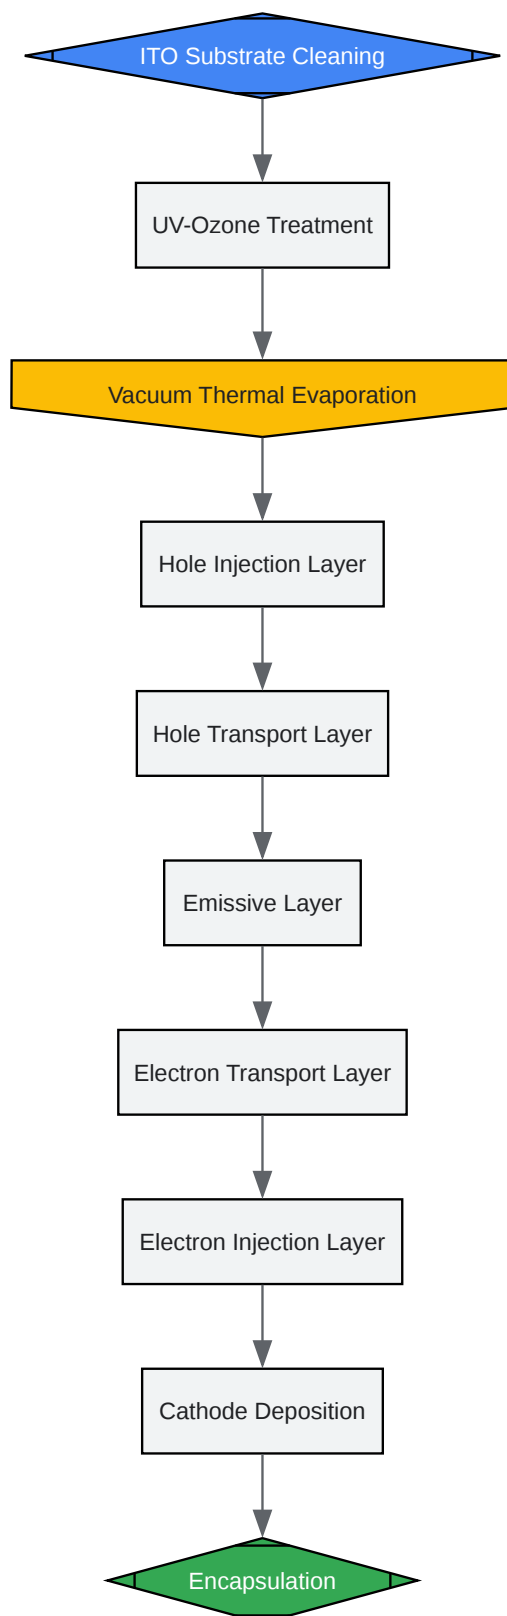 ITO Substrate Cleaning
UV-Ozone Treatment
Vacuum Thermal Evaporation
Hole Injection Layer
Hole Transport Layer
Emissive Layer
Electron Transport Layer
Electron Injection Layer
Cathode Deposition
Encapsulation